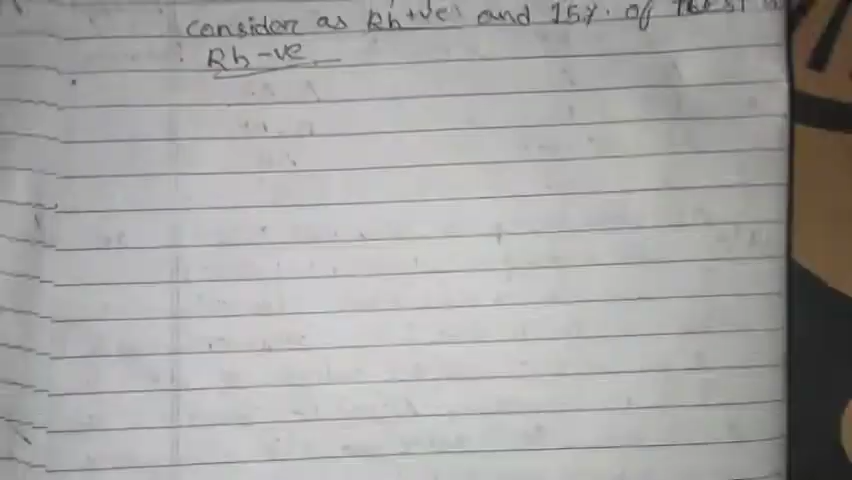 consider as Rh+ve and 15%. of
Rh-ve